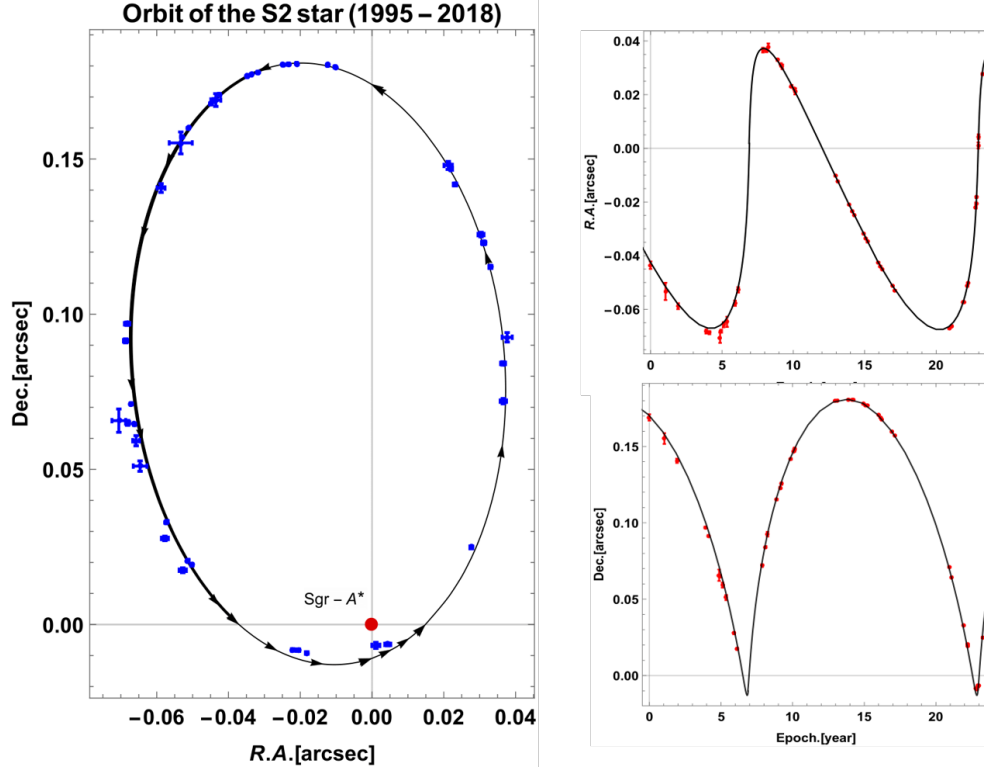 Orbit of the S2 star (1995 – 2018)
Dec.[arcsec]
0.15
0.10
0.05
0.00
Sgr – A*
−0.06 −0.04 −0.02 0.00 0.02 0.04
R.A.[arcsec]
R.A.[arcsec]
0.04
0.02
0.00
−0.02
−0.04
−0.06
0 5 10 15 20
Dec.[arcsec]
0.15
0.10
0.05
0.00
0 5 10 15 20
Epoch.[year]